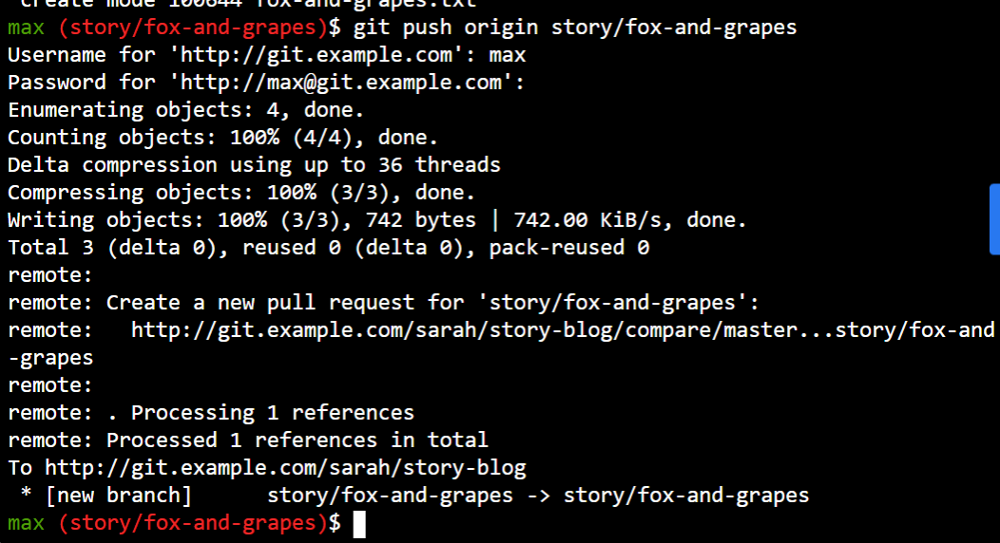 create mode 100644 fox-and-grapes.txt
max (story/fox-and-grapes)$ git push origin story/fox-and-grapes
Username for 'http://git.example.com': max
Password for 'http://max@git.example.com':
Enumerating objects: 4, done.
Counting objects: 100% (4/4), done.
Delta compression using up to 36 threads
Compressing objects: 100% (3/3), done.
Writing objects: 100% (3/3), 742 bytes | 742.00 KiB/s, done.
Total 3 (delta 0), reused 0 (delta 0), pack-reused 0
remote:
remote: Create a new pull request for 'story/fox-and-grapes':
remote:   http://git.example.com/sarah/story-blog/compare/master...story/fox-and
-grapes
remote:
remote: . Processing 1 references
remote: Processed 1 references in total
To http://git.example.com/sarah/story-blog
 * [new branch]      story/fox-and-grapes -> story/fox-and-grapes
max (story/fox-and-grapes)$